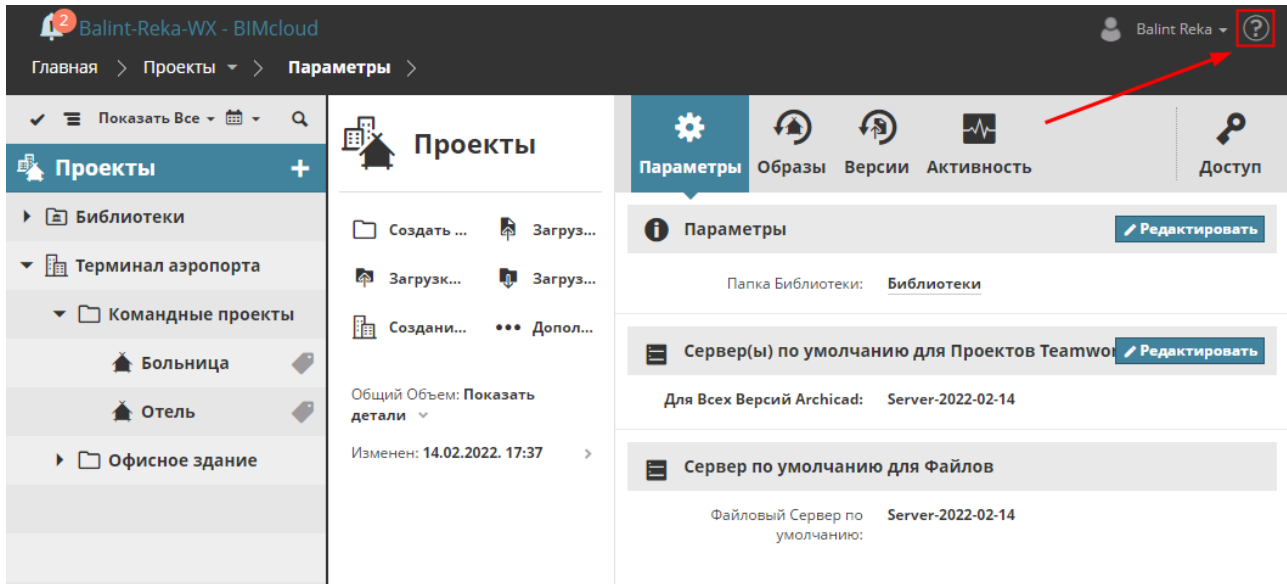 2
Balint-Reka-WX - BIMcloud
Balint Reka
?
Главная > Проекты > Параметры >
Показать Все
Проекты +
Библиотеки
Терминал аэропорта
Командные проекты
Больница
Отель
Офисное здание
Проекты
Создать ... Загруз...
Загрузк... Загруз...
Создани... Допол...
Общий Объем: Показать
детали
Изменен: 14.02.2022. 17:37 >
Параметры Образы Версии Активность Доступ
Параметры Редактировать
Папка Библиотеки: Библиотеки
Сервер(ы) по умолчанию для Проектов Teamwor Редактировать
Для Всех Версий Archicad: Server-2022-02-14
Сервер по умолчанию для Файлов
Файловый Сервер по Server-2022-02-14
умолчанию: